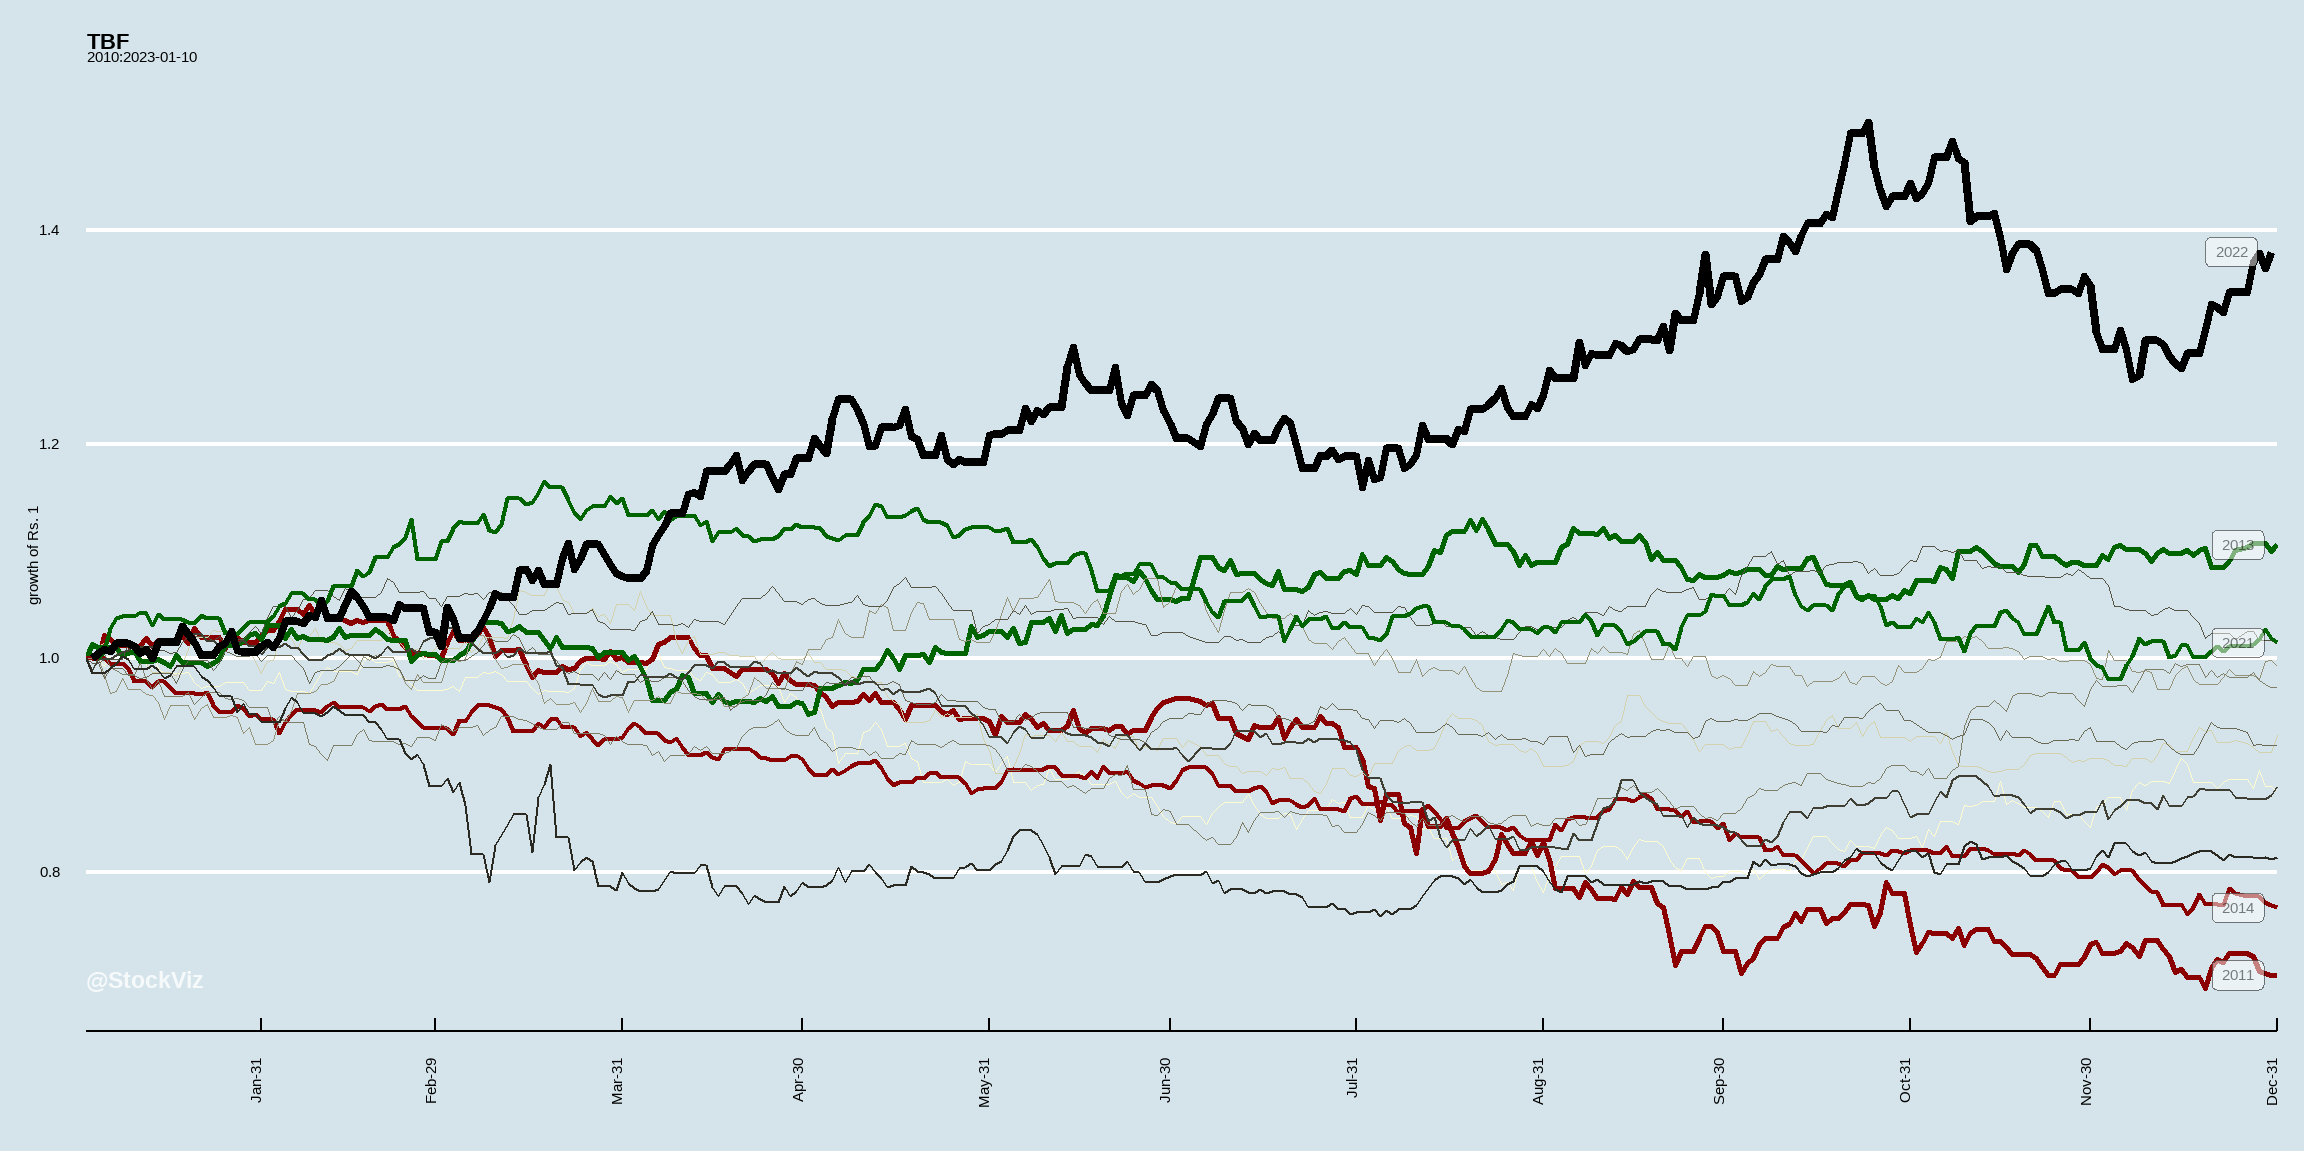 TBF
2010:2023-01-10
growth of Rs. 1
1.4
1.2
1.0
0.8
2022
2013
2021
2014
2011
@StockViz
Jan-31
Feb-29
Mar-31
Apr-30
May-31
Jun-30
Jul-31
Aug-31
Sep-30
Oct-31
Nov-30
Dec-31